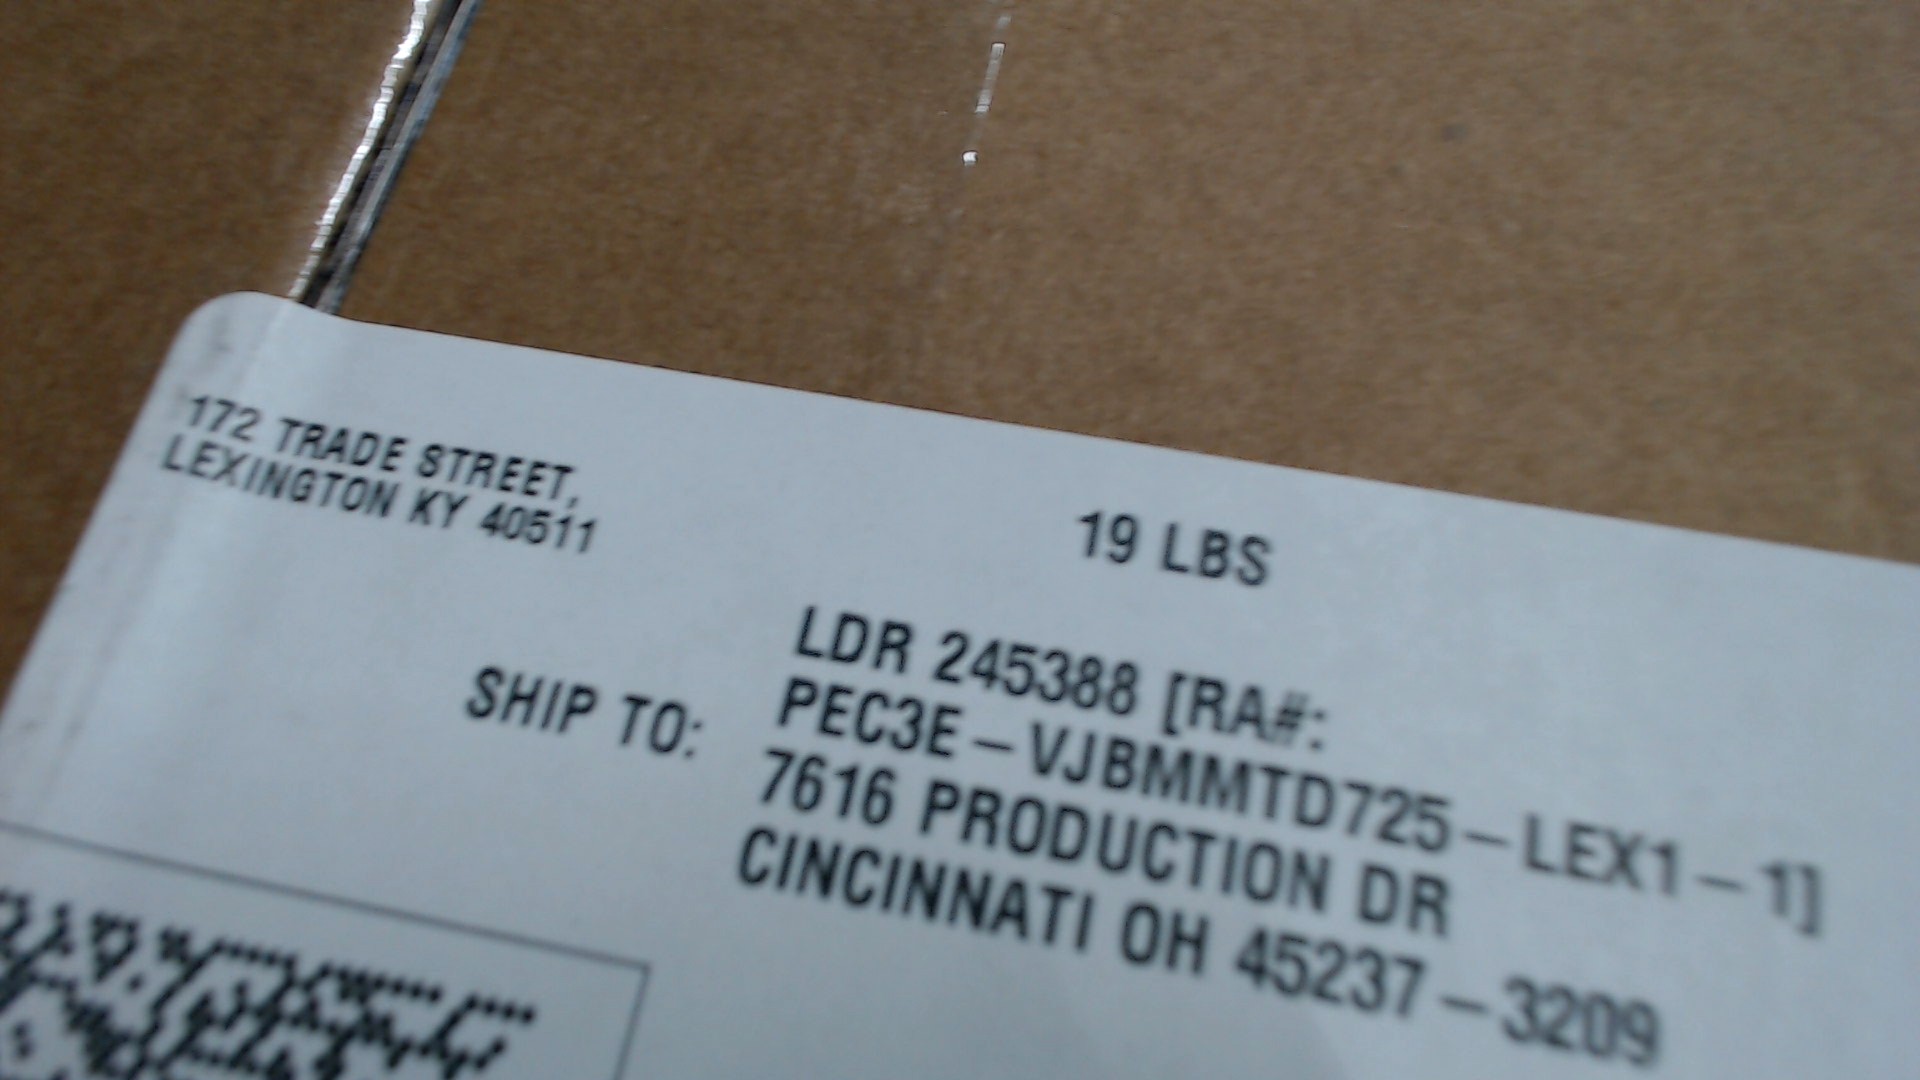 172 TRADE STREET,
LEXINGTON KY 40511
19 LBS
SHIP TO:
LDR 245388 [RA#:
PEC3E-VJBMMTD725-LEX1-1]
7616 PRODUCTION DR
CINCINNATI OH 45237-3209